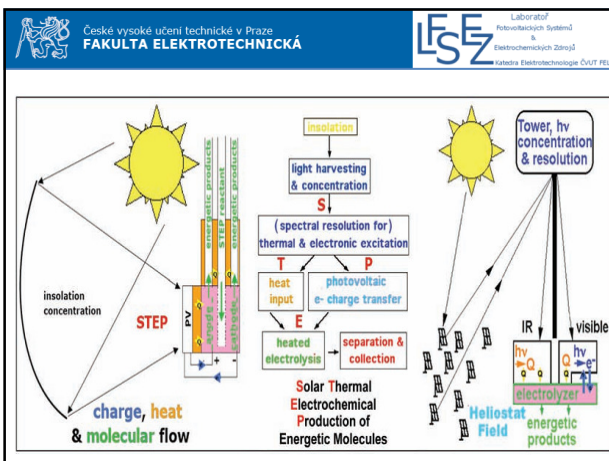 České vysoké učení technické v Praze
FAKULTA ELEKTROTECHNICKÁ
LFSEZ
Laboratoř
Fotovoltaických Systémů
&
Elektrochemických Zdrojů
Katedra Elektrotechnologie ČVUT FEL
insolation concentration
STEP
PV
energetic products
STEP reactant
energetic products
anode
cathode
+
-
charge, heat
& molecular flow
insolation
light harvesting
& concentration
S
(spectral resolution for)
thermal & electronic excitation
T
P
heat
input
photovoltaic
e- charge transfer
E
heated
electrolysis
separation &
collection
Solar Thermal
Electrochemical
Production of
Energetic Molecules
Tower, hν
concentration
& resolution
IR
visible
hν
Q
hν
Q
e-
electrolyzer
energetic
products
Heliostat
Field